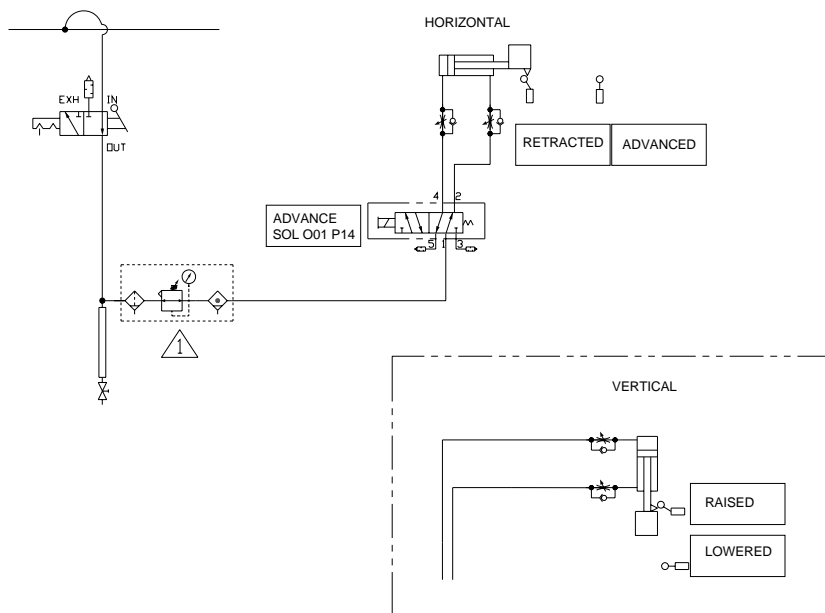 HORIZONTAL
EXH IN
OUT
RETRACTED ADVANCED
4 2
ADVANCE
SOL O01 P14
5 1 3
1
VERTICAL
RAISED
LOWERED